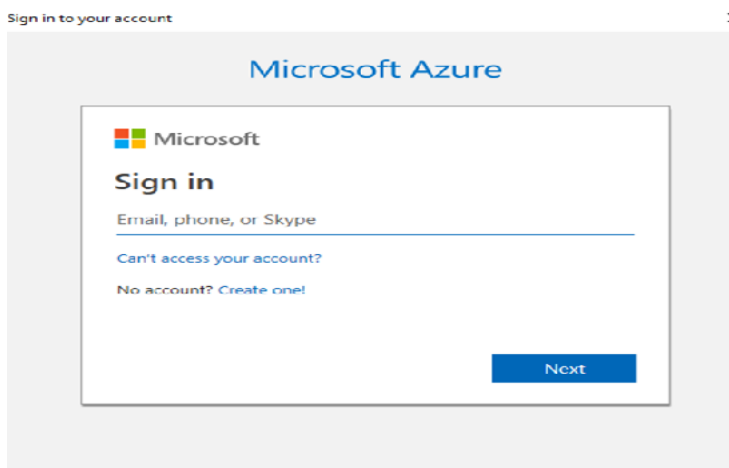 Sign in to your account
Microsoft Azure
Microsoft
Sign in
Email, phone, or Skype
Can't access your account?
No account? Create one!
Next